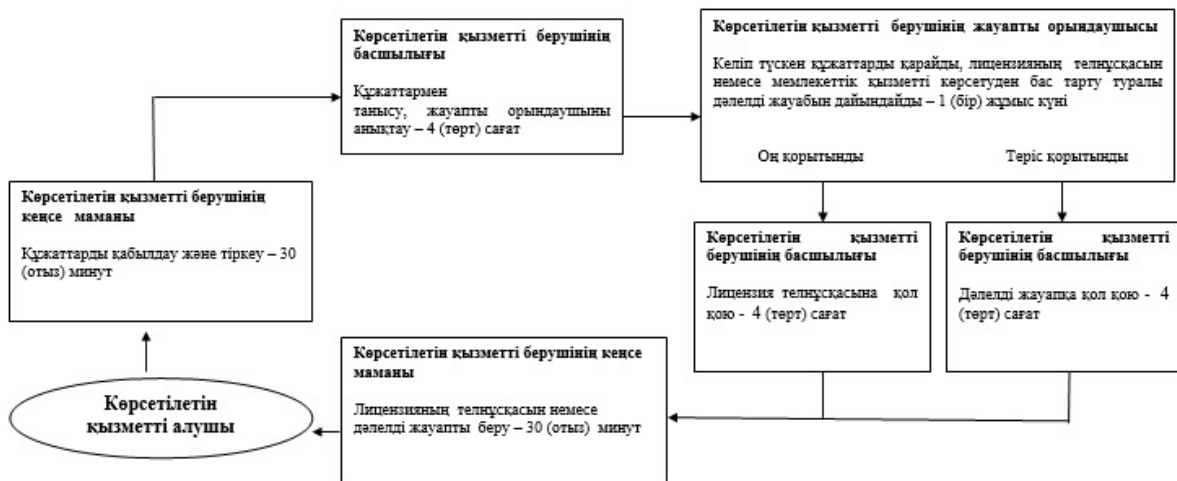 Көрсетілетін қызметті берушінің
басшылығы
Құжаттармен
танысу, жауапты орындаушыны
анықтау – 4 (төрт) сағат
Көрсетілетін қызметті берушінің жауапты орындаушысы
Келіп түскен құжаттарды қарайды, лицензияның телнұсқасын
немесе мемлекеттік қызметті көрсетуден бас тарту туралы
дәлелді жауабын дайындайды – 1 (бір) жұмыс күні
Оң қорытынды
Теріс қорытынды
Көрсетілетін қызметті берушінің
кеңсе маманы
Құжаттарды қабылдау және тіркеу – 30
(отыз) минут
Көрсетілетін қызметті
берушінің басшылығы
Лицензия телнұсқасына қол
қою - 4 (төрт) сағат
Көрсетілетін қызметті
берушінің басшылығы
Дәлелді жауапқа қол қою - 4
(төрт) сағат
Көрсетілетін қызметті берушінің кеңсе
маманы
Лицензияның телнұсқасын немесе
дәлелді жауапты беру – 30 (отыз) минут
Көрсетілетін
қызметті алушы